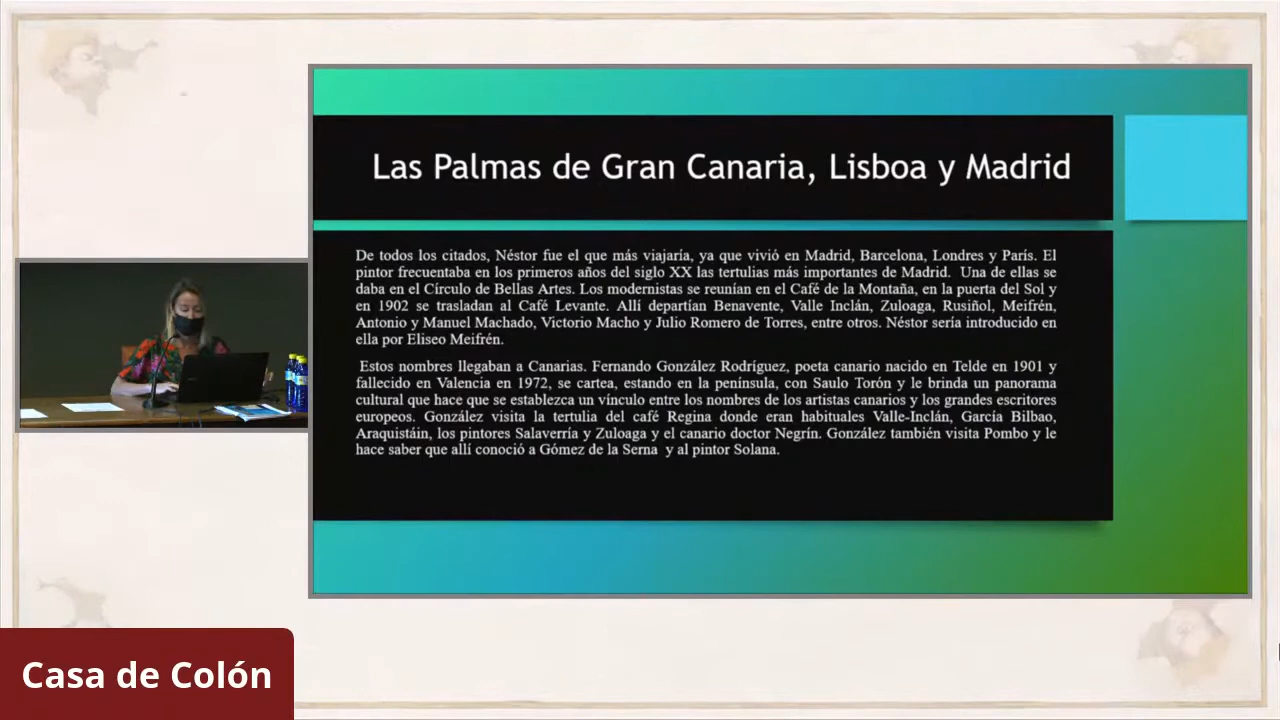 Las Palmas de Gran Canaria, Lisboa y Madrid
De todos los citados, Néstor fue el que más viajaría, ya que vivió en Madrid, Barcelona, Londres y París. El
pintor frecuentaba en los primeros años del siglo XX las tertulias más importantes de Madrid. Una de ellas se
daba en el Círculo de Bellas Artes. Los modernistas se reunían en el Café de la Montaña, en la puerta del Sol y
en 1902 se trasladan al Café Levante. Allí departían Benavente, Valle Inclán, Zuloaga, Rusiñol, Meifrén,
Antonio y Manuel Machado, Victorio Macho y Julio Romero de Torres, entre otros. Néstor sería introducido en
ella por Eliseo Meifrén.
Estos nombres llegaban a Canarias. Fernando González Rodríguez, poeta canario nacido en Telde en 1901 y
fallecido en Valencia en 1972, se cartea, estando en la península, con Saulo Torón y le brinda un panorama
cultural que hace que se establezca un vínculo entre los nombres de los artistas canarios y los grandes escritores
europeos. González visita la tertulia del café Regina donde eran habituales Valle-Inclán, García Bilbao,
Araquistáin, los pintores Salaverría y Zuloaga y el canario doctor Negrín. González también visita Pombo y le
hace saber que allí conoció a Gómez de la Serna y al pintor Solana.
Casa de Colón